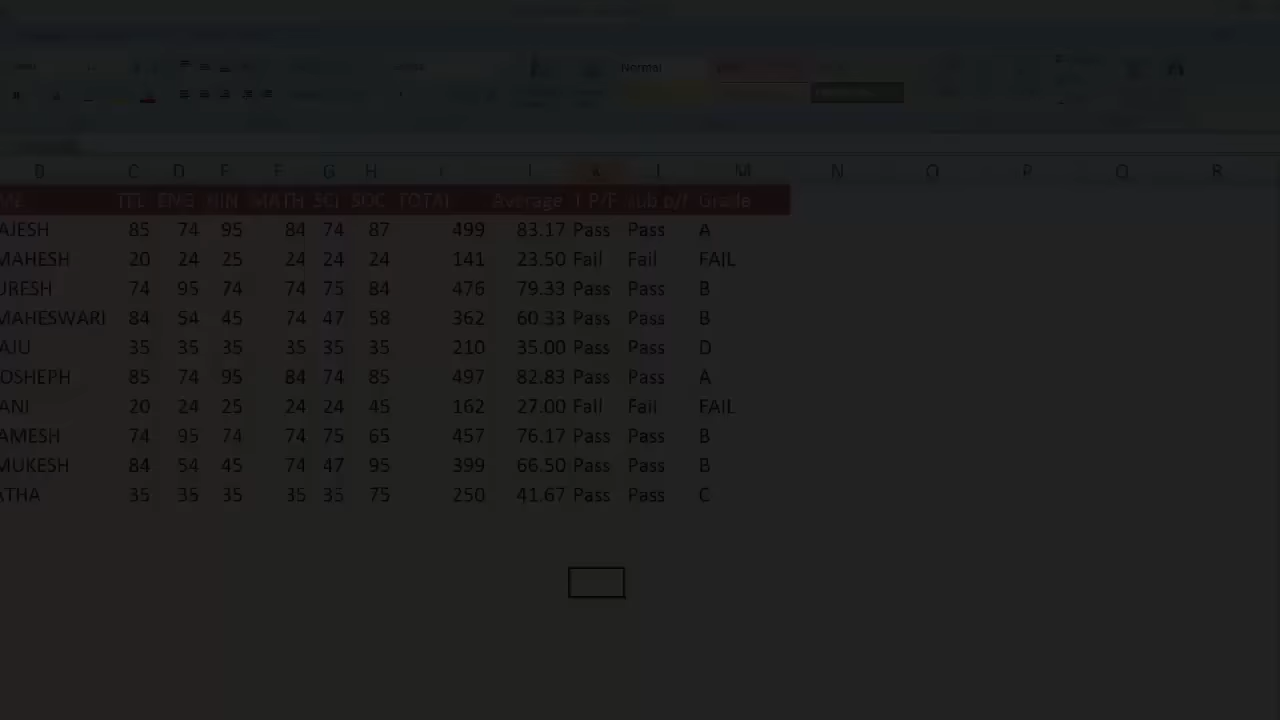 Normal
B C D E F G H I J K L M N O P Q R
ME TEL ENG HIN MATH SCI SOC TOTAL Average T P/F sub p/f Grade
AJESH 85 74 95 84 74 87 499 83.17 Pass Pass A
MAHESH 20 24 25 24 24 24 141 23.50 Fail Fail FAIL
URESH 74 95 74 74 75 84 476 79.33 Pass Pass B
MAHESWARI 84 54 45 74 47 58 362 60.33 Pass Pass B
AJU 35 35 35 35 35 35 210 35.00 Pass Pass D
OSHEPH 85 74 95 84 74 85 497 82.83 Pass Pass A
ANI 20 24 25 24 24 45 162 27.00 Fail Fail FAIL
AMESH 74 95 74 74 75 65 457 76.17 Pass Pass B
MUKESH 84 54 45 74 47 95 399 66.50 Pass Pass B
ATHA 35 35 35 35 35 75 250 41.67 Pass Pass C